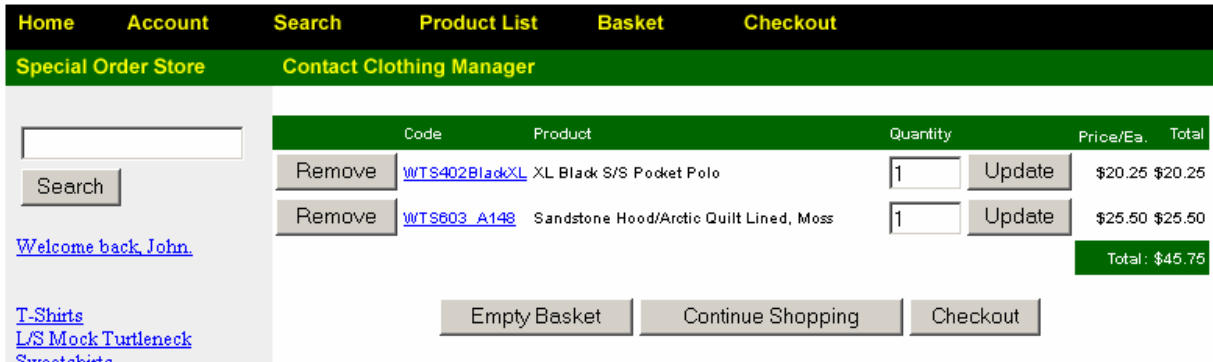 Home Account Search Product List Basket Checkout
Special Order Store Contact Clothing Manager
Code Product Quantity Price/Ea. Total
Remove WTS402BlackXL XL Black S/S Pocket Polo 1 Update $20.25 $20.25
Search
Remove WTS603_A148 Sandstone Hood/Arctic Quilt Lined, Moss 1 Update $25.50 $25.50
Welcome back, John.
Total: $45.75
Empty Basket Continue Shopping Checkout
T-Shirts
L/S Mock Turtleneck
Sweatshirts